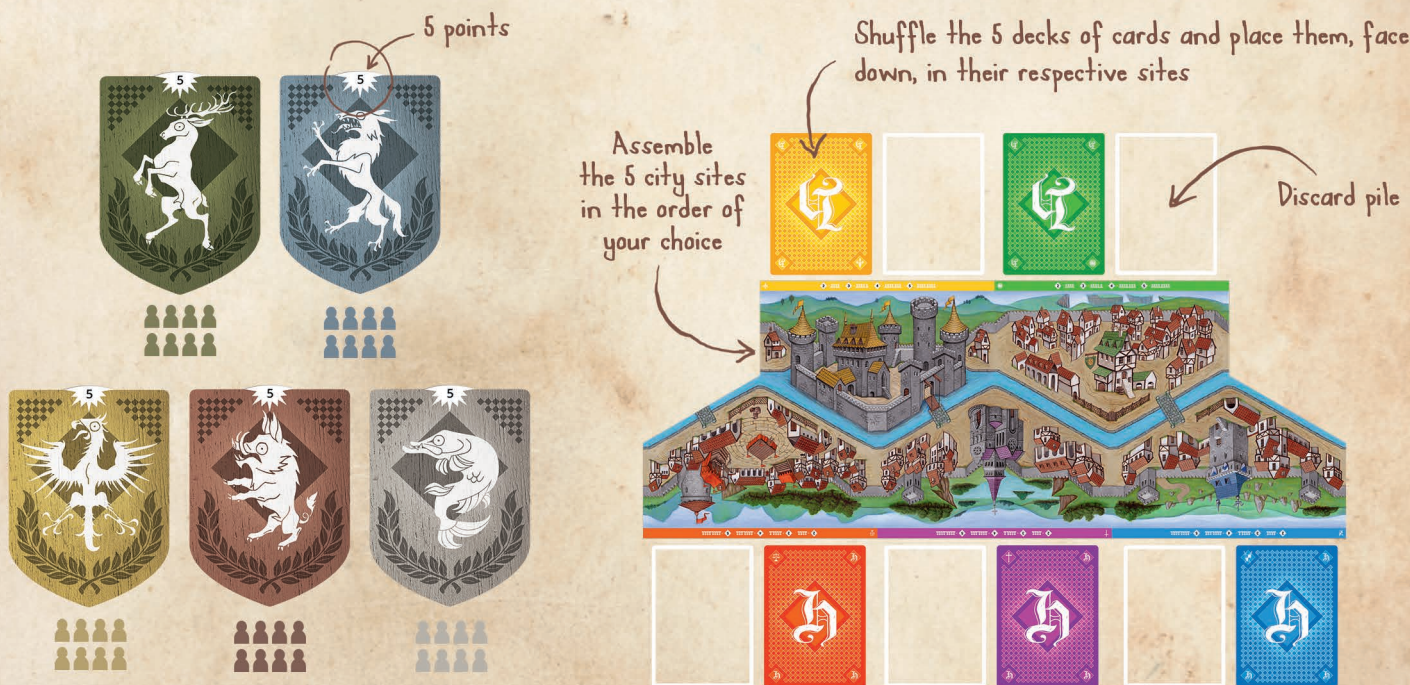 5 points
5
5
Shuffle the 5 decks of cards and place them, face
down, in their respective sites
Assemble
the 5 city sites
in the order of
your choice
Discard pile
5
5
5